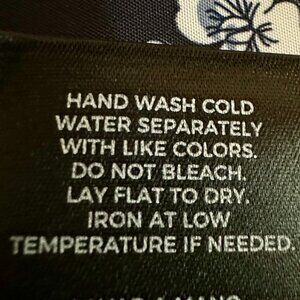 HAND WASH COLD
WATER SEPARATELY
WITH LIKE COLORS.
DO NOT BLEACH.
LAY FLAT TO DRY.
IRON AT LOW
TEMPERATURE IF NEEDED.